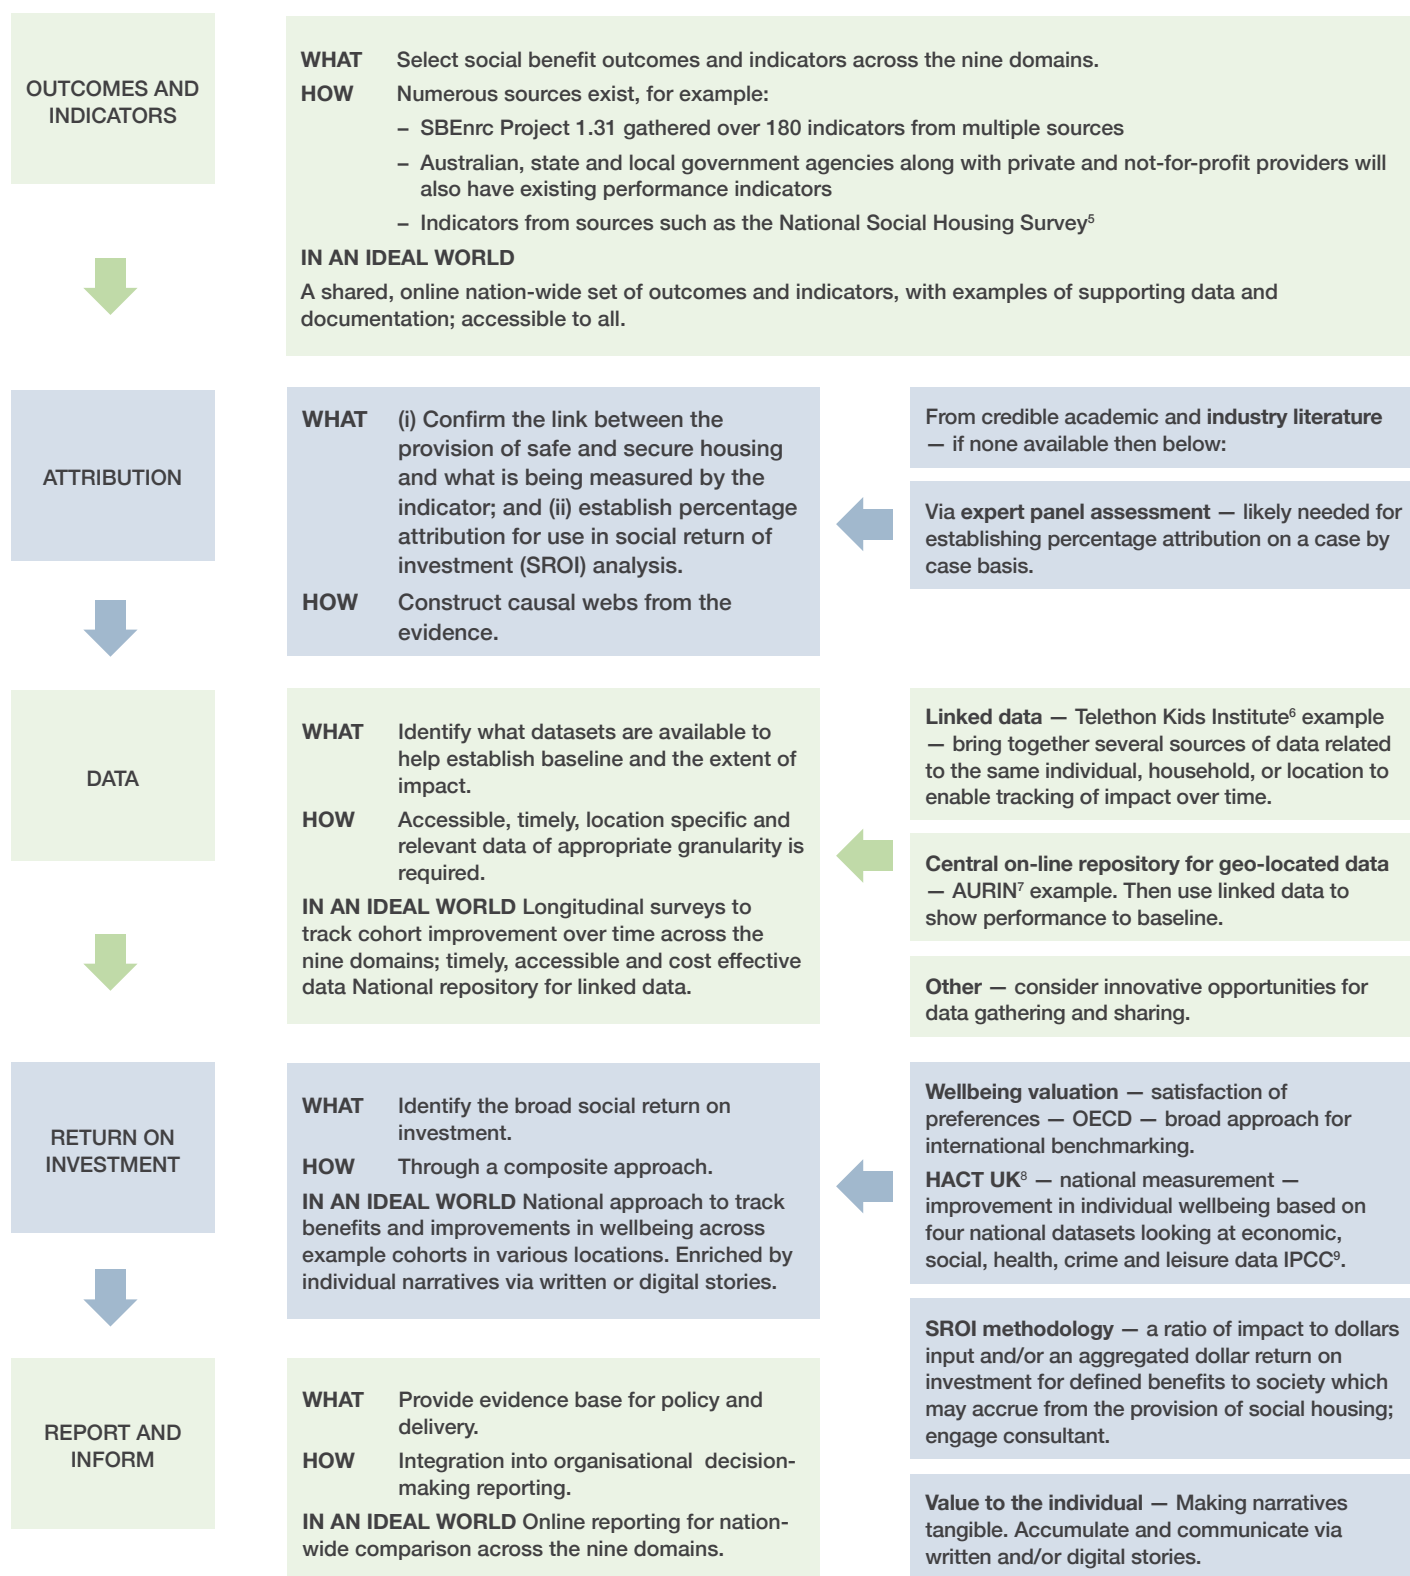 OUTCOMES AND
INDICATORS
WHAT Select social benefit outcomes and indicators across the nine domains.
HOW Numerous sources exist, for example:
– SBEnrc Project 1.31 gathered over 180 indicators from multiple sources
– Australian, state and local government agencies along with private and not-for-profit providers will
also have existing performance indicators
– Indicators from sources such as the National Social Housing Survey⁵
IN AN IDEAL WORLD
A shared, online nation-wide set of outcomes and indicators, with examples of supporting data and
documentation; accessible to all.
ATTRIBUTION
WHAT (i) Confirm the link between the
provision of safe and secure housing
and what is being measured by the
indicator; and (ii) establish percentage
attribution for use in social return of
investment (SROI) analysis.
HOW Construct causal webs from the
evidence.
From credible academic and industry literature
— if none available then below:
Via expert panel assessment — likely needed for
establishing percentage attribution on a case by
case basis.
DATA
WHAT Identify what datasets are available to
help establish baseline and the extent of
impact.
HOW Accessible, timely, location specific and
relevant data of appropriate granularity is
required.
IN AN IDEAL WORLD Longitudinal surveys to
track cohort improvement over time across the
nine domains; timely, accessible and cost effective
data National repository for linked data.
Linked data — Telethon Kids Institute⁶ example
— bring together several sources of data related
to the same individual, household, or location to
enable tracking of impact over time.
Central on-line repository for geo-located data
— AURIN⁷ example. Then use linked data to
show performance to baseline.
Other — consider innovative opportunities for
data gathering and sharing.
RETURN ON
INVESTMENT
WHAT Identify the broad social return on
investment.
HOW Through a composite approach.
IN AN IDEAL WORLD National approach to track
benefits and improvements in wellbeing across
example cohorts in various locations. Enriched by
individual narratives via written or digital stories.
Wellbeing valuation — satisfaction of
preferences — OECD — broad approach for
international benchmarking.
HACT UK⁸ — national measurement —
improvement in individual wellbeing based on
four national datasets looking at economic,
social, health, crime and leisure data IPCC⁹.
SROI methodology — a ratio of impact to dollars
input and/or an aggregated dollar return on
investment for defined benefits to society which
may accrue from the provision of social housing;
engage consultant.
Value to the individual — Making narratives
tangible. Accumulate and communicate via
written and/or digital stories.
REPORT AND
INFORM
WHAT Provide evidence base for policy and
delivery.
HOW Integration into organisational decision-
making reporting.
IN AN IDEAL WORLD Online reporting for nation-
wide comparison across the nine domains.